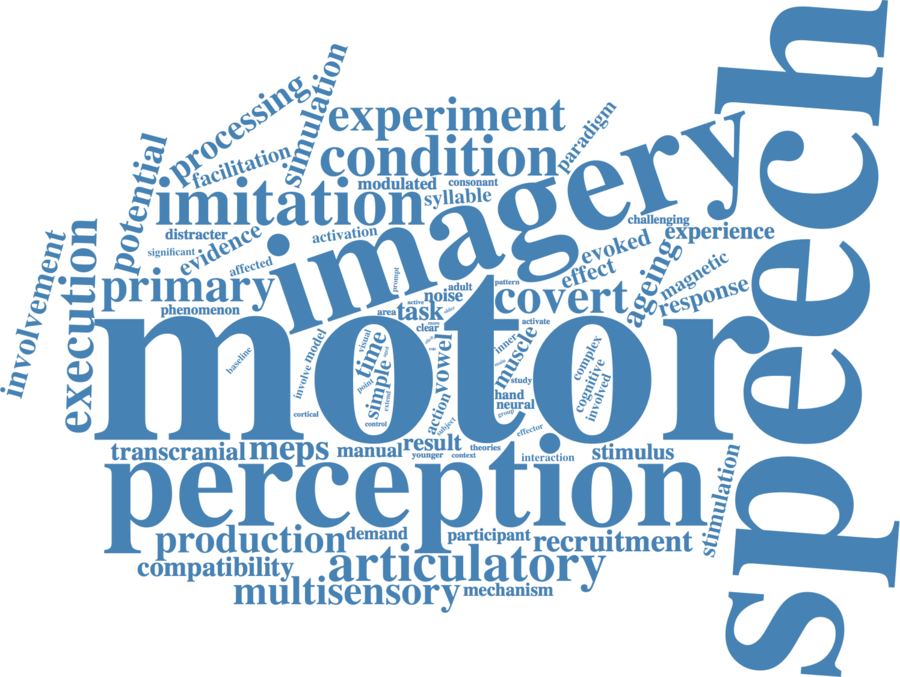 speech
motor
imagery
perception
experiment
condition
imitation
processing
simulation
facilitation
potential
paradigm
modulated
consonant
syllable
distracter
evidence
activation
significant
affected
challenging
experience
evoked
effect
ageing
magnetic
response
involvement
execution
primary
phenomenon
prompt
adult
noise
pattern
covert
area
active
task
clear
activate
baseline
involve
model
visual
time
point
simple
extend
control
cortical
vowel
action
subject
inner
muscle
study
hand
neural
group
effector
complex
cognitive
involved
transcranial
meps
manual
result
younger
context
theories
interaction
stimulus
stimulation
production
demand
participant
recruitment
compatibility
articulatory
multisensory
mechanism